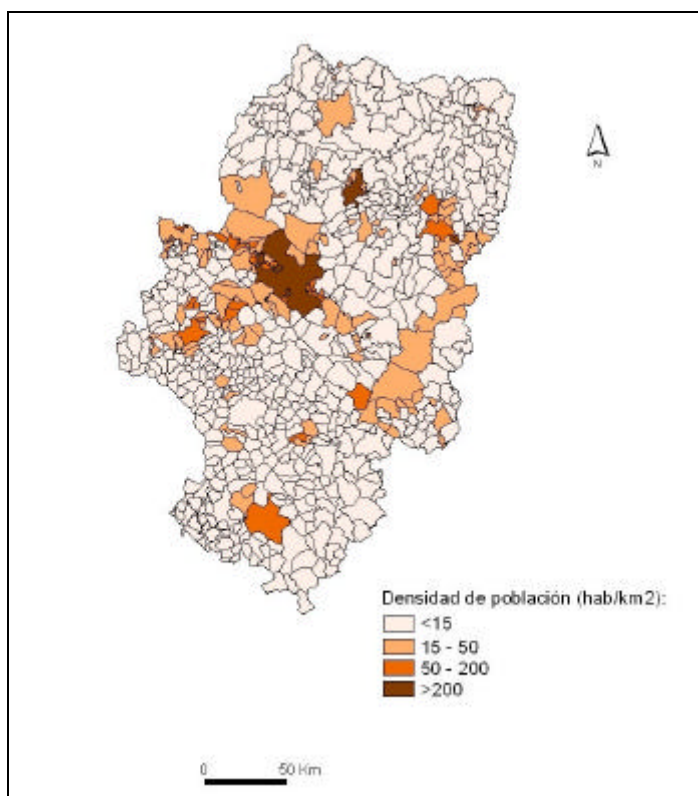 N
Densidad de población (hab/km2):
<15
15 - 50
50 - 200
>200
0 50 Km